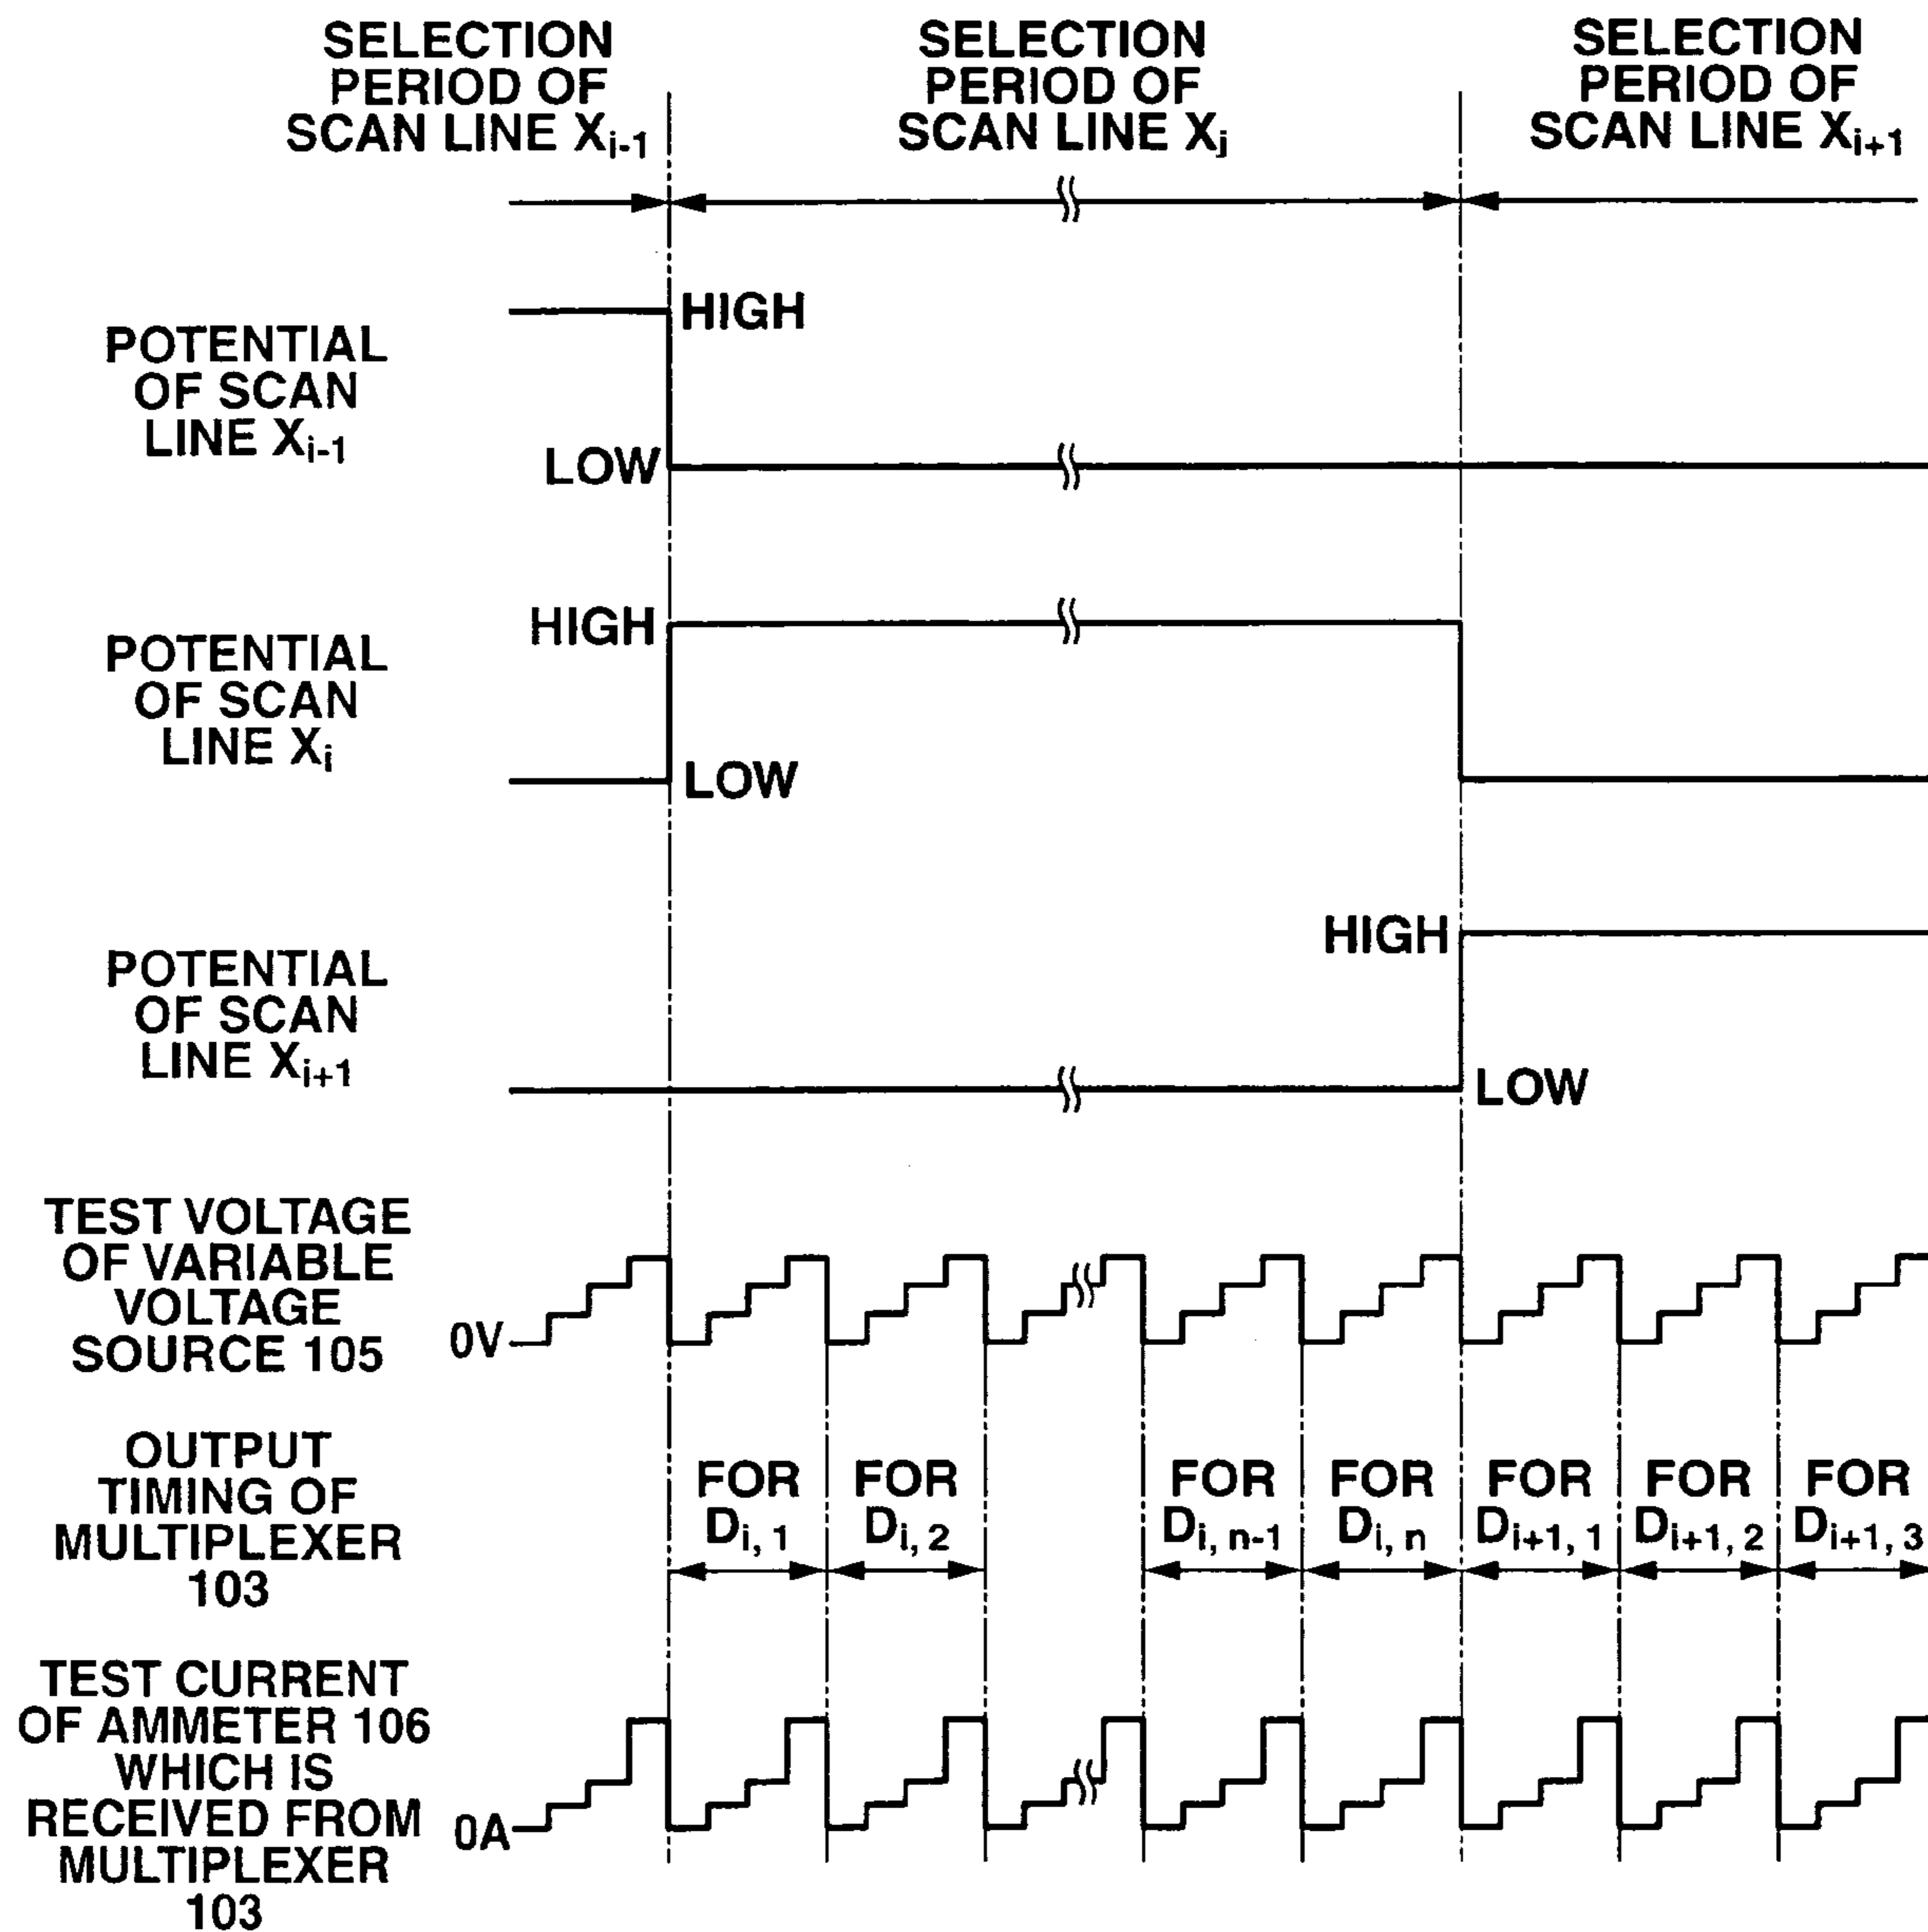 SELECTION
PERIOD OF
SCAN LINE Xi-1
SELECTION
PERIOD OF
SCAN LINE Xj
SELECTION
PERIOD OF
SCAN LINE Xi+1
POTENTIAL
OF SCAN
LINE Xi-1
HIGH
LOW
POTENTIAL
OF SCAN
LINE Xi
HIGH
LOW
POTENTIAL
OF SCAN
LINE Xi+1
HIGH
LOW
TEST VOLTAGE
OF VARIABLE
VOLTAGE
SOURCE 105
0V
OUTPUT
TIMING OF
MULTIPLEXER
103
FOR
Di, 1
FOR
Di, 2
FOR
Di, n-1
FOR
Di, n
FOR
Di+1, 1
FOR
Di+1, 2
FOR
Di+1, 3
TEST CURRENT
OF AMMETER 106
WHICH IS
RECEIVED FROM
MULTIPLEXER
103
0A